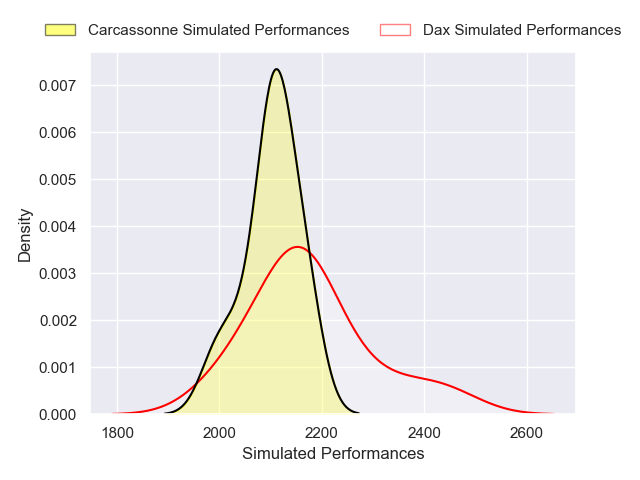 Carcassonne Simulated Performances Dax Simulated Performances
0.007
0.006
0.005
0.004
0.003
0.002
0.001
0.000
Density
1800 2000 2200 2400 2600
Simulated Performances